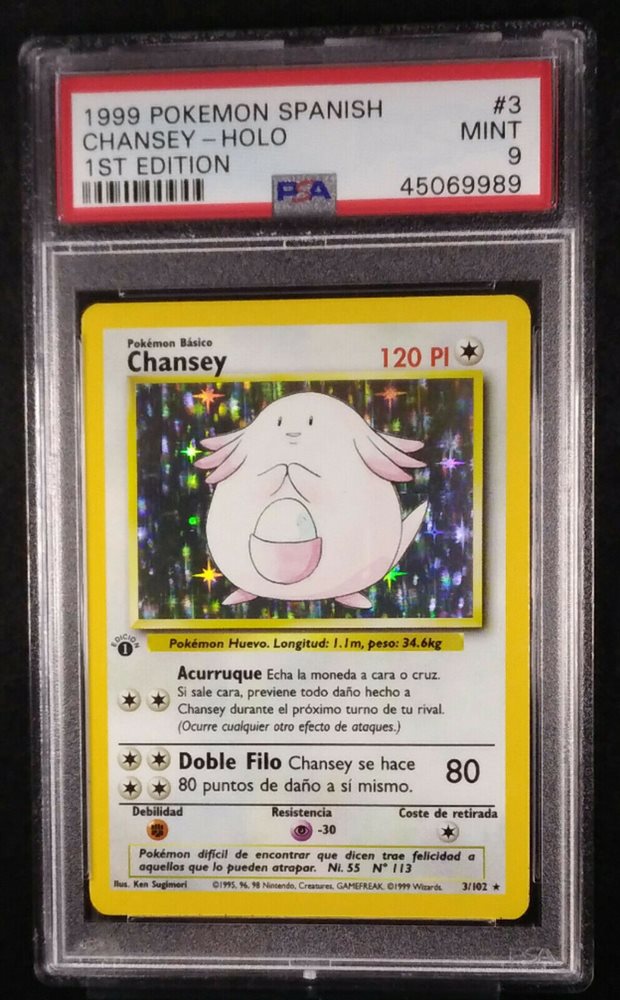 1999 POKEMON SPANISH #3
CHANSEY – HOLO MINT
1ST EDITION 9
PSA 45069989
Pokémon Básico
Chansey 120 PI
EDICIÓN
1
Pokémon Huevo. Longitud: 1.1m, peso: 34.6kg
Acurruque Echa la moneda a cara o cruz.
Si sale cara, previene todo daño hecho a
Chansey durante el próximo turno de tu rival.
(Ocurre cualquier otro efecto de ataques.)
Doble Filo Chansey se hace 80
80 puntos de daño a sí mismo.
Debilidad Resistencia Coste de retirada
-30
Pokémon difícil de encontrar que dicen trae felicidad a
aquellos que lo pueden atrapar. Ni. 55 N° 113
Ilus. Ken Sugimori ©1995, 96, 98 Nintendo, Creatures, GAMEFREAK. ©1999 Wizards. 3/102 ★
PSA